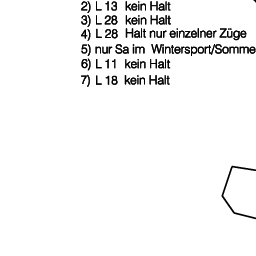 2) L 13 kein Halt
3) L 28 kein Halt
4) L 28 Halt nur einzelner Züge
5) nur Sa im Wintersport/Somme
6) L 11 kein Halt
7) L 18 kein Halt